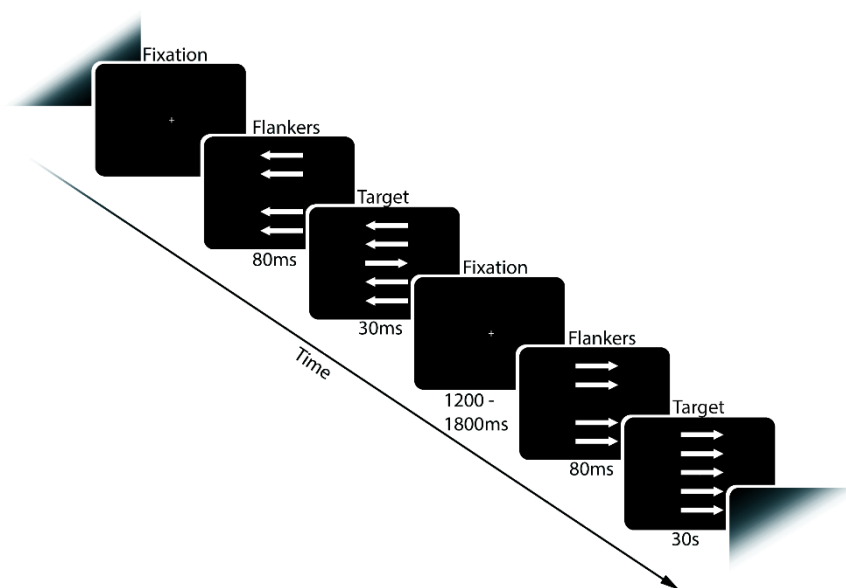 Fixation
Flankers
80ms
Target
30ms
Fixation
1200 -
1800ms
Flankers
80ms
Target
30s
Time